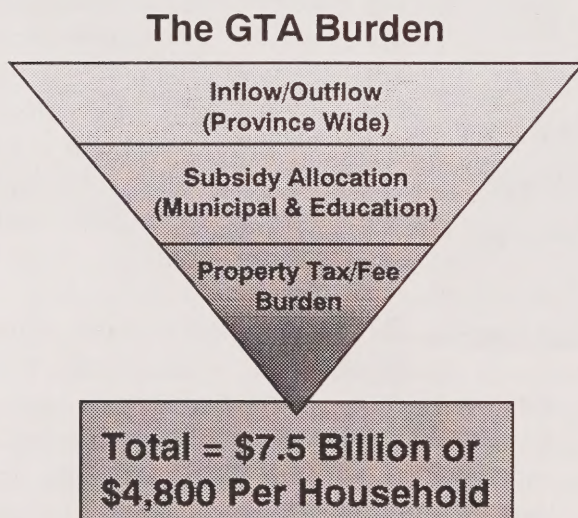 The GTA Burden
Inflow/Outflow
(Province Wide)
Subsidy Allocation
(Municipal & Education)
Property Tax/Fee
Burden
Total = $7.5 Billion or
$4,800 Per Household